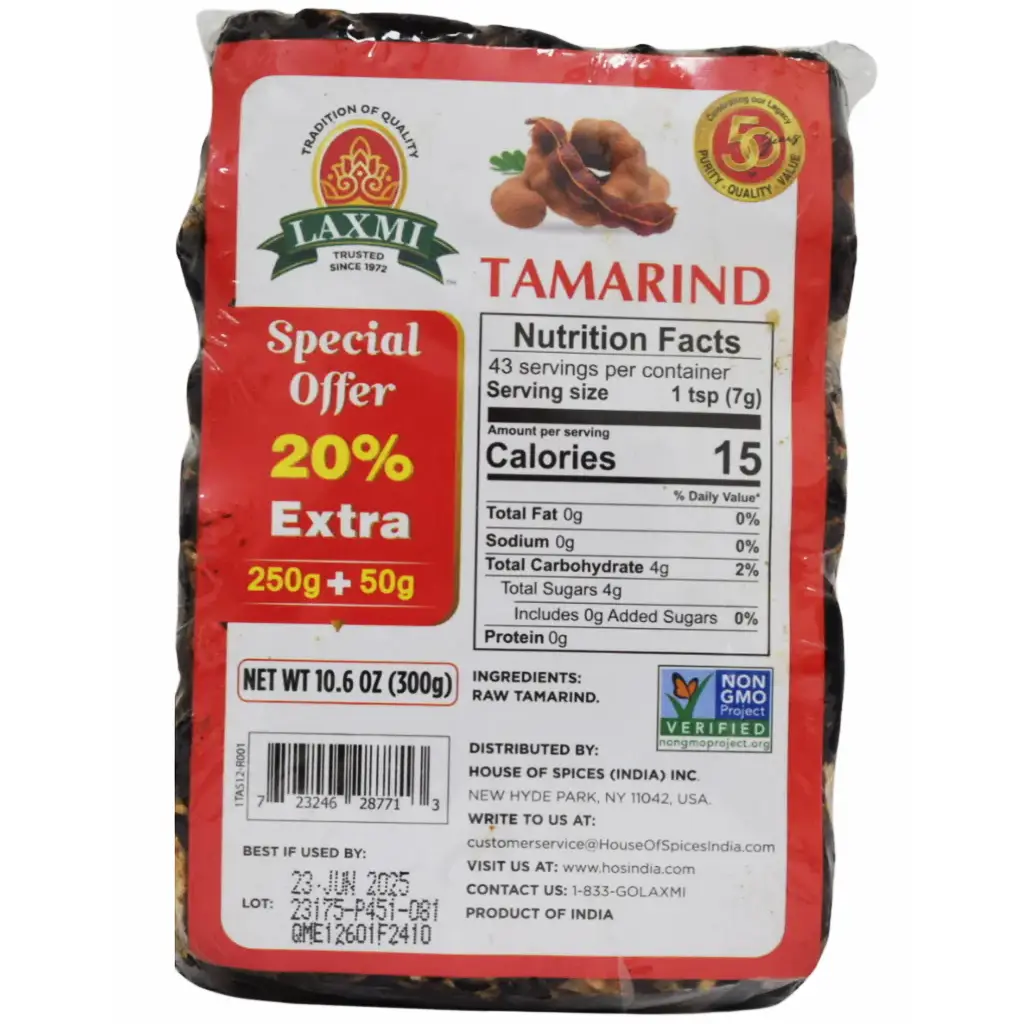 TRADITION OF QUALITY
LAXMI
TRUSTED
SINCE 1972
™
Celebrating our Legacy
50 Years
PURITY - QUALITY - VALUE
TAMARIND
Special
Offer
20%
Extra
250g + 50g
Nutrition Facts
43 servings per container
Serving size 1 tsp (7g)
Amount per serving
Calories 15
% Daily Value*
Total Fat 0g 0%
Sodium 0g 0%
Total Carbohydrate 4g 2%
Total Sugars 4g
Includes 0g Added Sugars 0%
Protein 0g
NET WT 10.6 OZ (300g)
INGREDIENTS:
RAW TAMARIND.
NON
GMO
Project
VERIFIED
nongmoproject.org
1TAS12-R001
7 23246 28771 3
DISTRIBUTED BY:
HOUSE OF SPICES (INDIA) INC.
NEW HYDE PARK, NY 11042, USA.
WRITE TO US AT:
customerservice@HouseOfSpicesIndia.com
VISIT US AT: www.hosindia.com
CONTACT US: 1-833-GOLAXMI
PRODUCT OF INDIA
BEST IF USED BY:
23-JUN 2025
LOT: 23175-P451-081
QME12601F2410